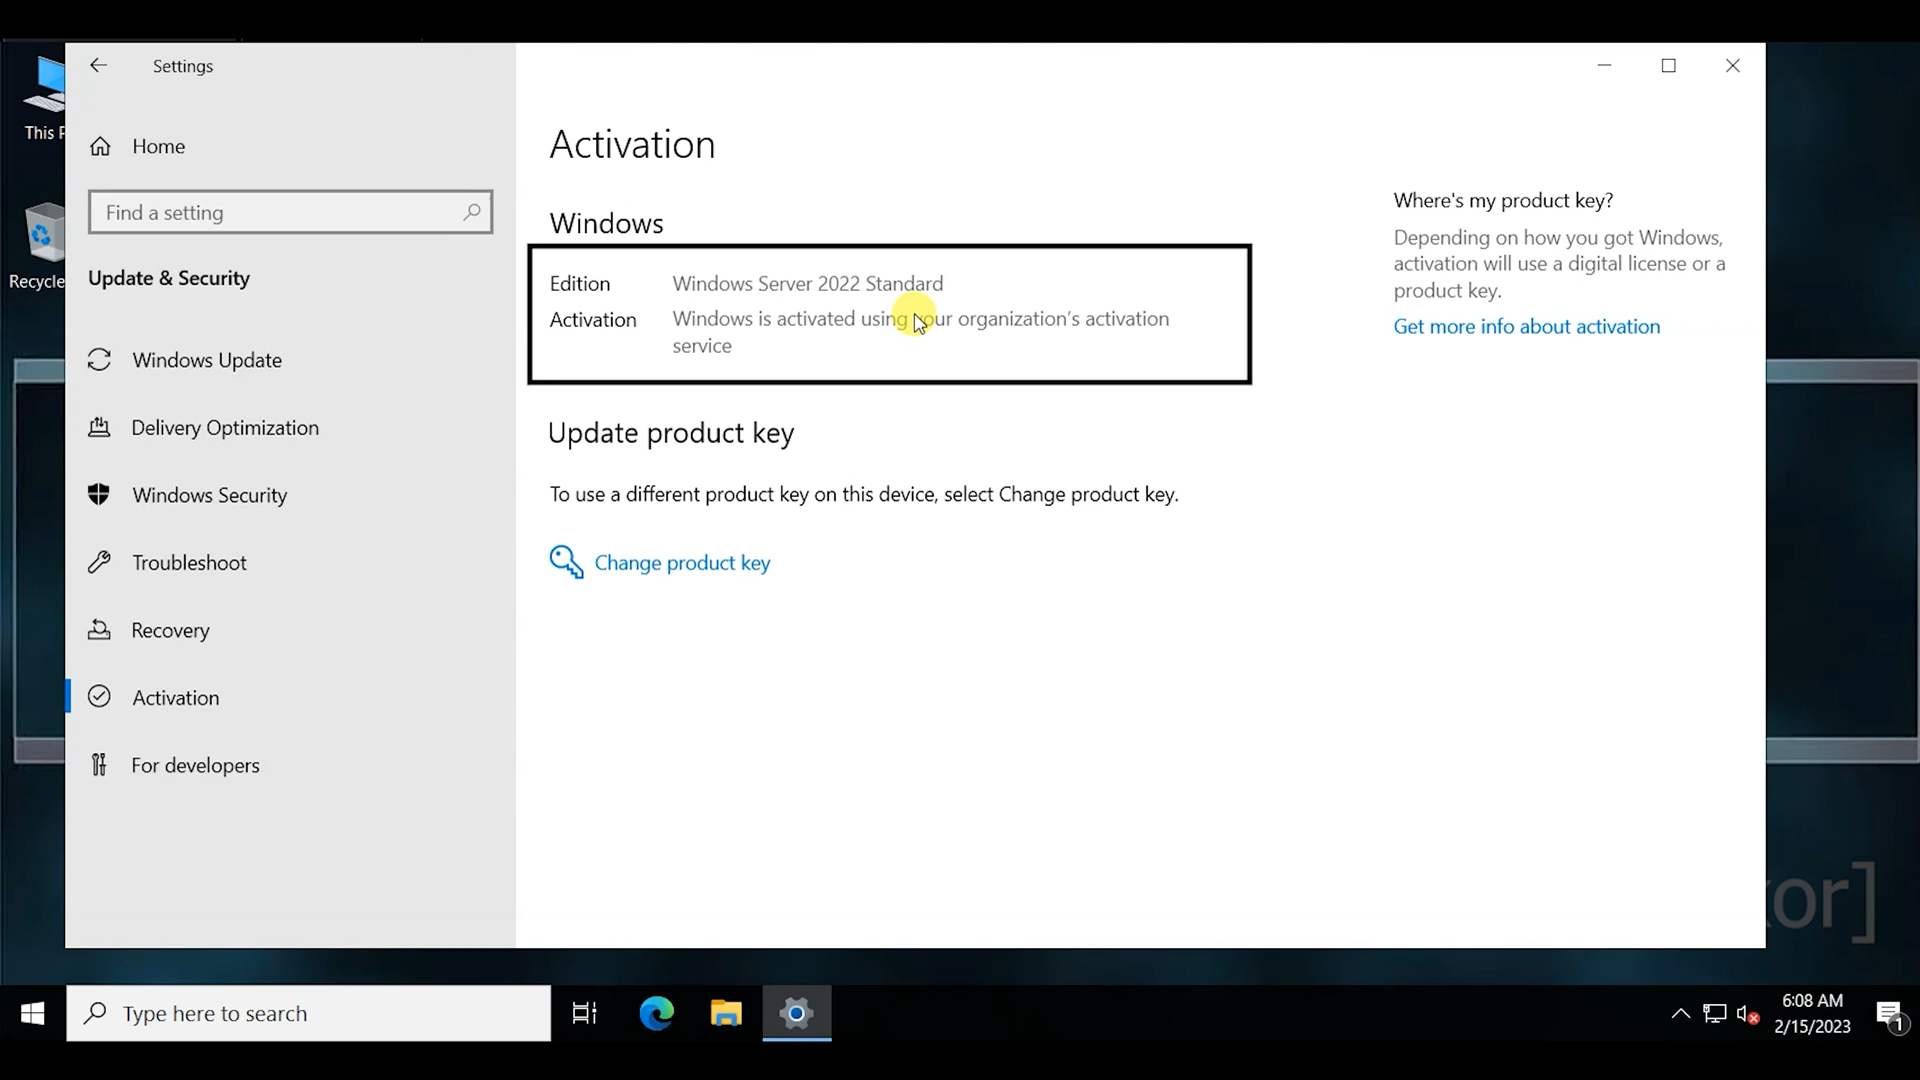 Settings
This P
Home
Find a setting
Recycle
Update & Security
Windows Update
Delivery Optimization
Windows Security
Troubleshoot
Recovery
Activation
For developers
Activation
Windows
Edition Windows Server 2022 Standard
Activation Windows is activated using your organization's activation
service
Update product key
To use a different product key on this device, select Change product key.
Change product key
Where's my product key?
Depending on how you got Windows,
activation will use a digital license or a
product key.
Get more info about activation
or]
Type here to search
6:08 AM
2/15/2023
1